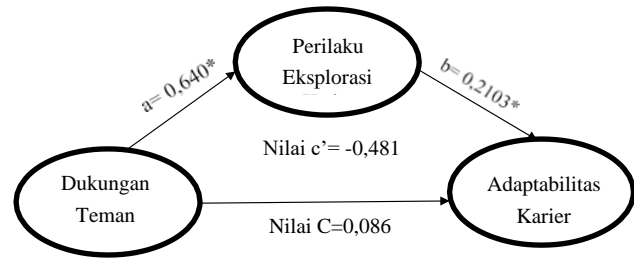 Perilaku
Eksplorasi
a= 0,640*
b= 0,2103*
Nilai c’= -0,481
Dukungan
Teman
Adaptabilitas
Karier
Nilai C=0,086